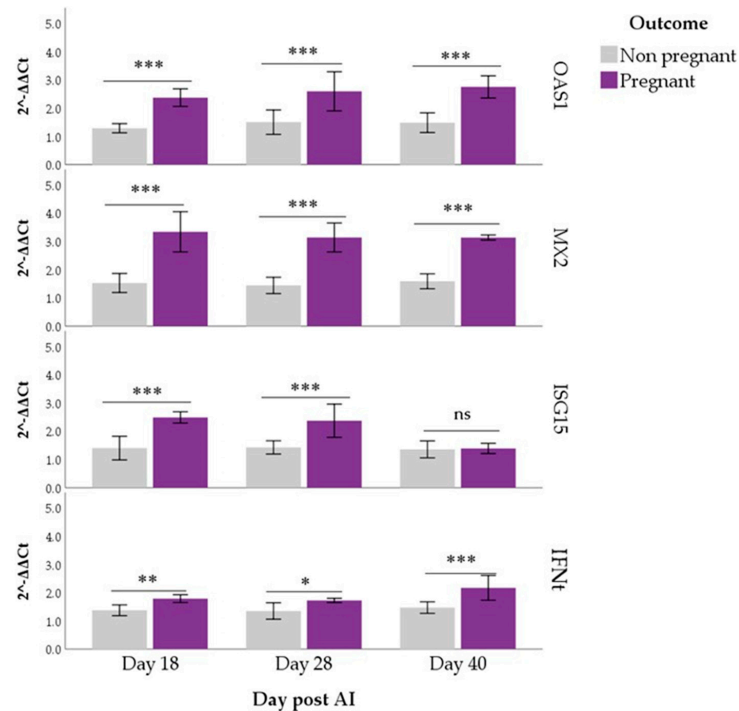 Outcome
Non pregnant
Pregnant
5.0
4.0
3.0
2.0
1.0
0.0
2^-ΔΔCt
***
***
***
OAS1
5.0
4.0
3.0
2.0
1.0
0.0
2^-ΔΔCt
***
***
***
MX2
5.0
4.0
3.0
2.0
1.0
0.0
2^-ΔΔCt
***
***
ns
ISG15
5.0
4.0
3.0
2.0
1.0
0.0
2^-ΔΔCt
**
*
***
IFNt
Day 18
Day 28
Day 40
Day post AI